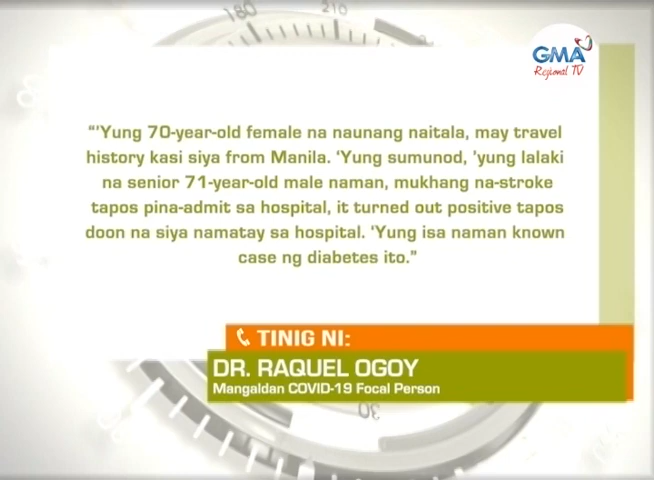 180
210
GMA
Regional TV
“’Yung 70-year-old female na naunang naitala, may travel
history kasi siya from Manila. ‘Yung sumunod, 'yung lalaki
na senior 71-year-old male naman, mukhang na-stroke
tapos pina-admit sa hospital, it turned out positive tapos
doon na siya namatay sa hospital. 'Yung isa naman known
case ng diabetes ito.”
TINIG NI:
DR. RAQUEL OGOY
Mangaldan COVID-19 Focal Person
30